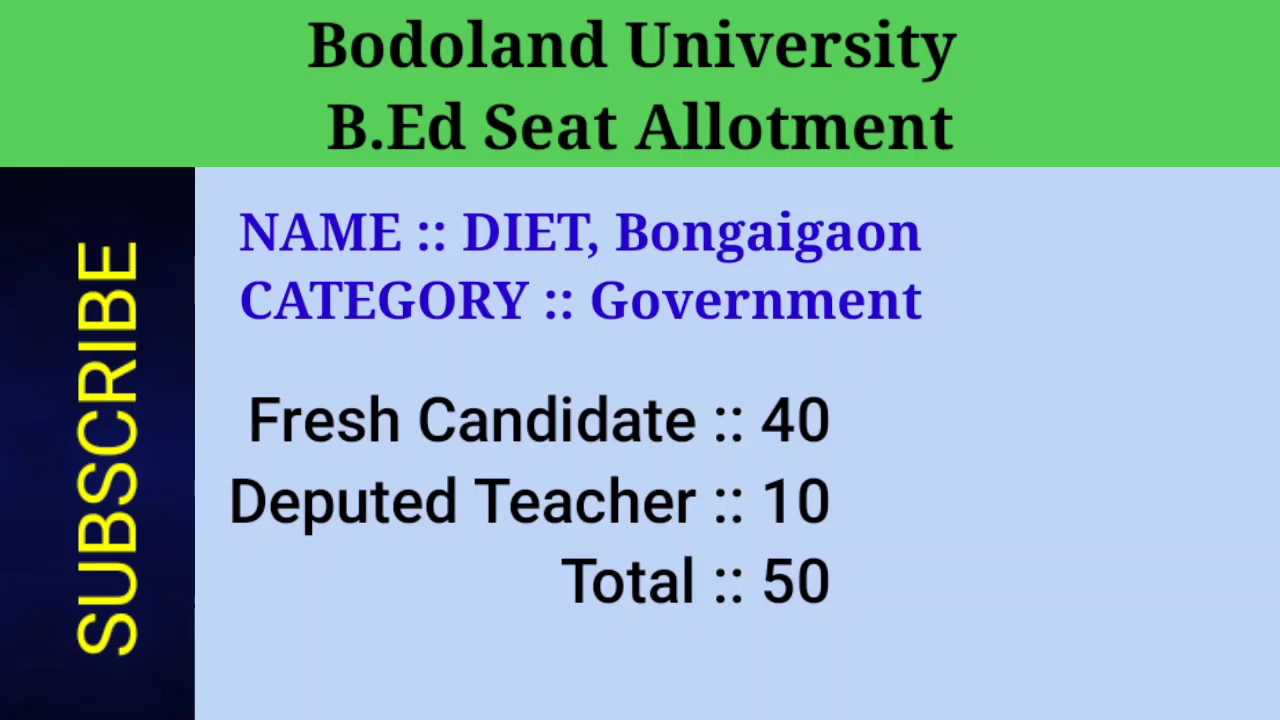 Bodoland University
B.Ed Seat Allotment
SUBSCRIBE
NAME :: DIET, Bongaigaon
CATEGORY :: Government
Fresh Candidate :: 40
Deputed Teacher :: 10
Total :: 50